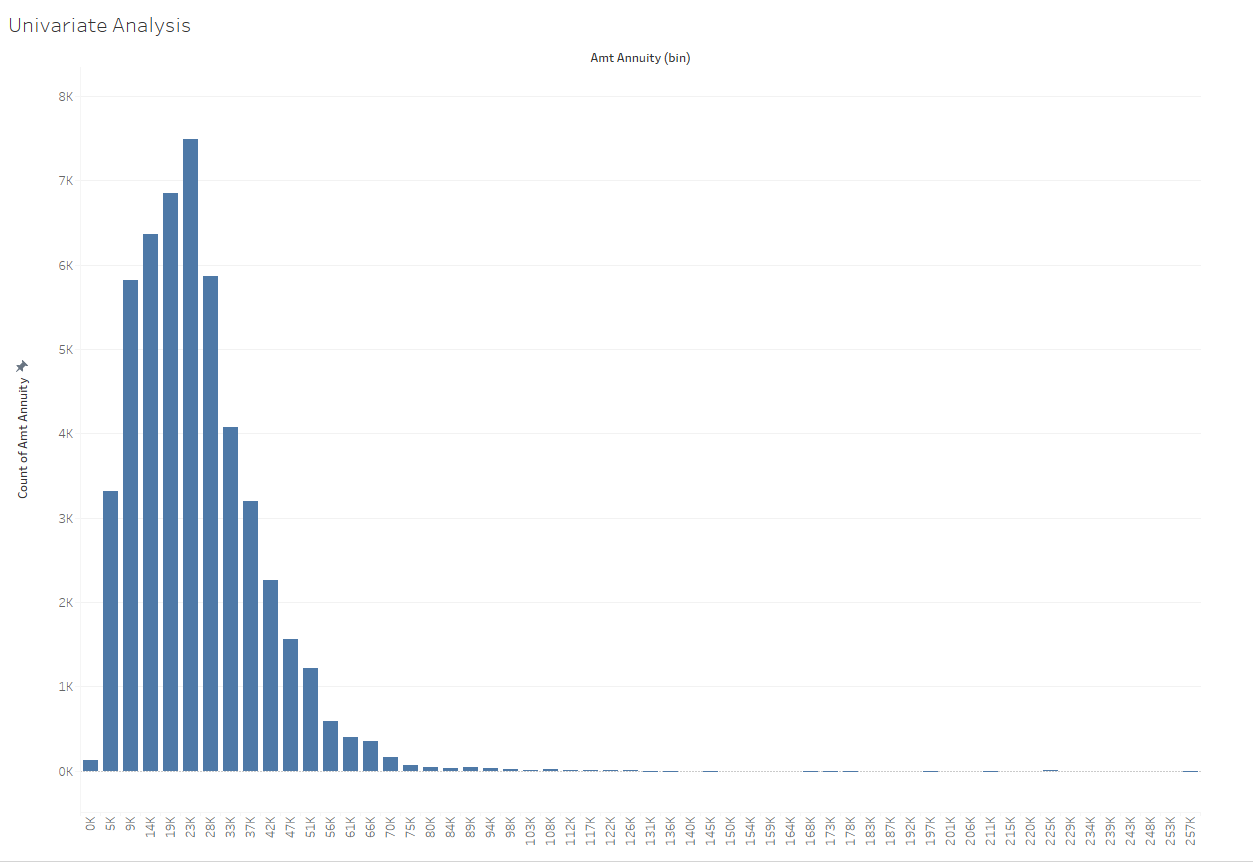 Univariate Analysis
Amt Annuity (bin)
8K
7K
6K
5K
4K
3K
2K
1K
0K
Count of Amt Annuity
0K
5K
9K
14K
19K
23K
28K
33K
37K
42K
47K
51K
56K
61K
66K
70K
75K
80K
84K
89K
94K
98K
103K
108K
112K
117K
122K
126K
131K
136K
140K
145K
150K
154K
159K
164K
168K
173K
178K
183K
187K
192K
197K
201K
206K
211K
215K
220K
225K
229K
234K
239K
243K
248K
253K
257K